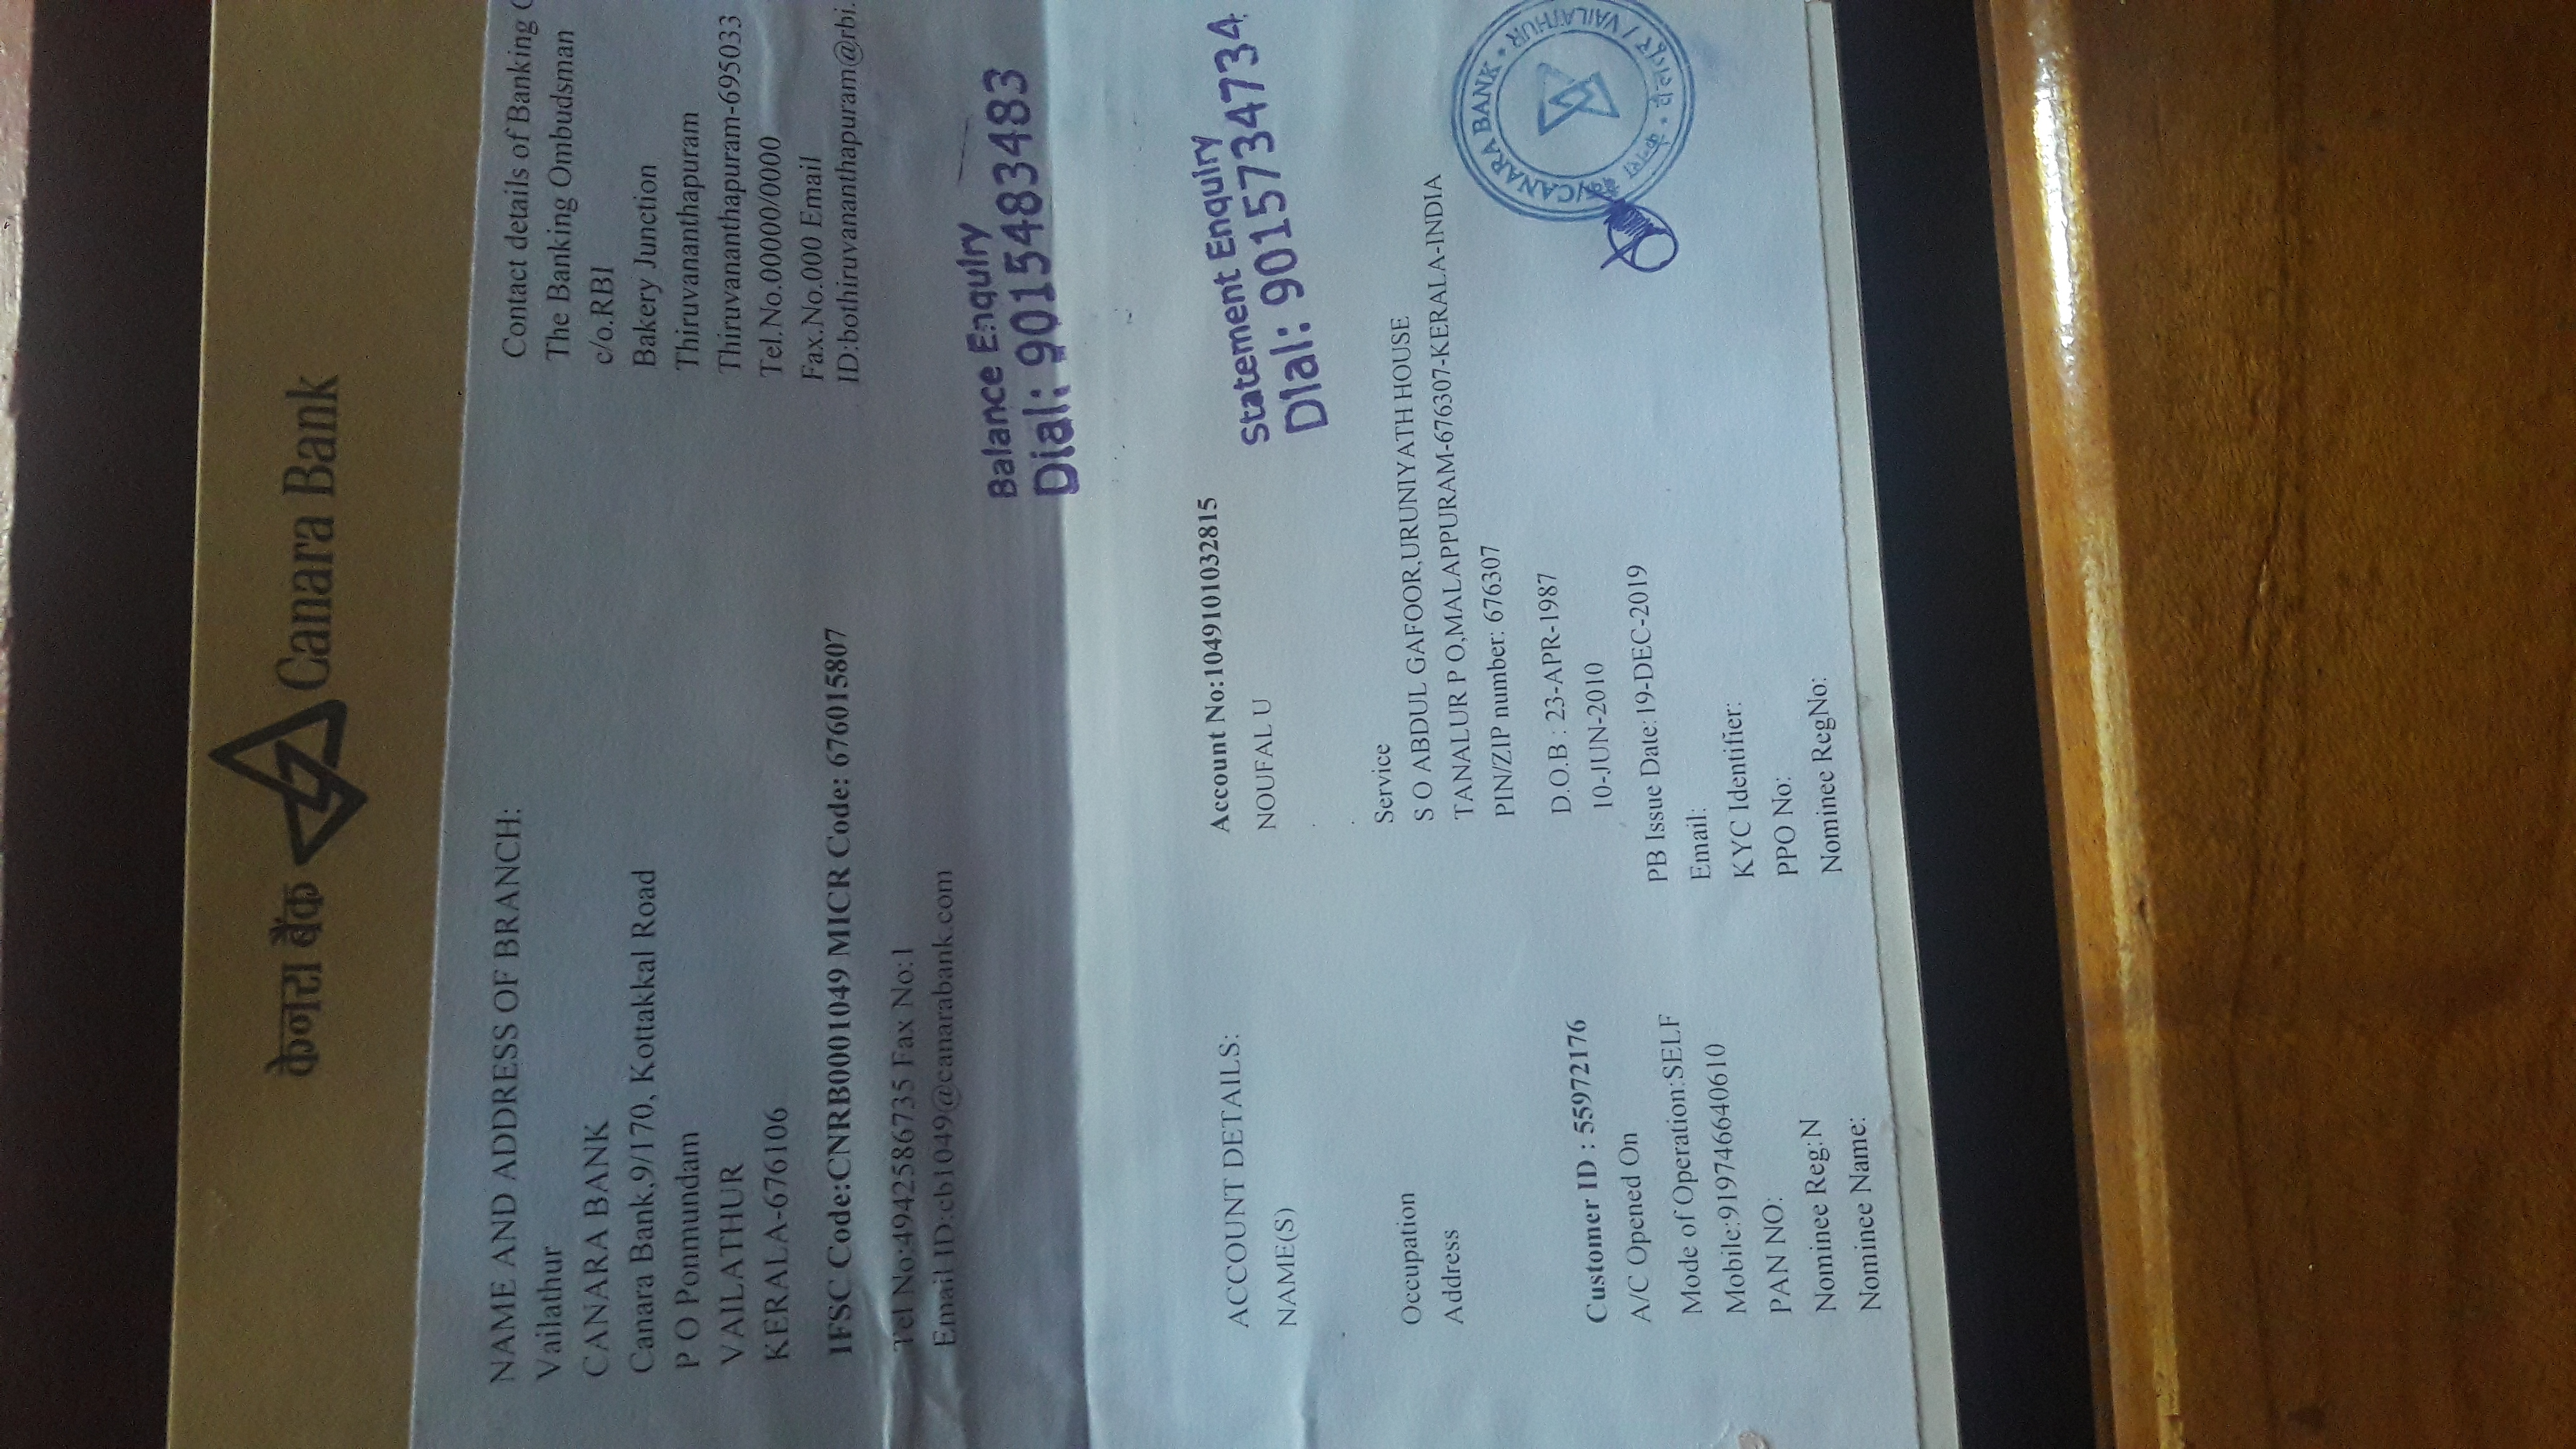 केनरा बैंक Canara Bank
NAME AND ADDRESS OF BRANCH:
Vailathur
CANARA BANK
Canara Bank,9/170, Kottakkal Road
P O Ponmundam
VAILATHUR
KERALA-676106
IFSC Code:CNRB0001049 MICR Code: 676015807
Tel No:4942586735 Fax No:1
Email ID:cb1049@canarabank.com
Contact details of Banking
The Banking Ombudsman
c/o.RBI
Bakery Junction
Thiruvananthapuram
Thiruvananthapuram-695033
Tel.No.00000/0000
Fax.No.000 Email
ID:bothiruvananthapuram@rbi.
Balance Enquiry
Dial: 9015483483
ACCOUNT DETAILS:
Account No:1049101032815
NAME(S)
NOUFAL U
Statement Enquiry
Dial: 9015734734
Occupation
Service
Address
S O ABDUL GAFOOR,URUNIYATH HOUSE
TANALUR P O,MALAPPURAM-676307-KERALA-INDIA
PIN/ZIP number: 676307
Customer ID : 55972176
D.O.B : 23-APR-1987
A/C Opened On
10-JUN-2010
Mode of Operation:SELF
PB Issue Date:19-DEC-2019
Mobile:919746640610
Email:
PAN NO:
KYC Identifier:
Nominee Reg:N
PPO No:
Nominee Name:
Nominee RegNo:
CANARA BANK
VAILATHUR